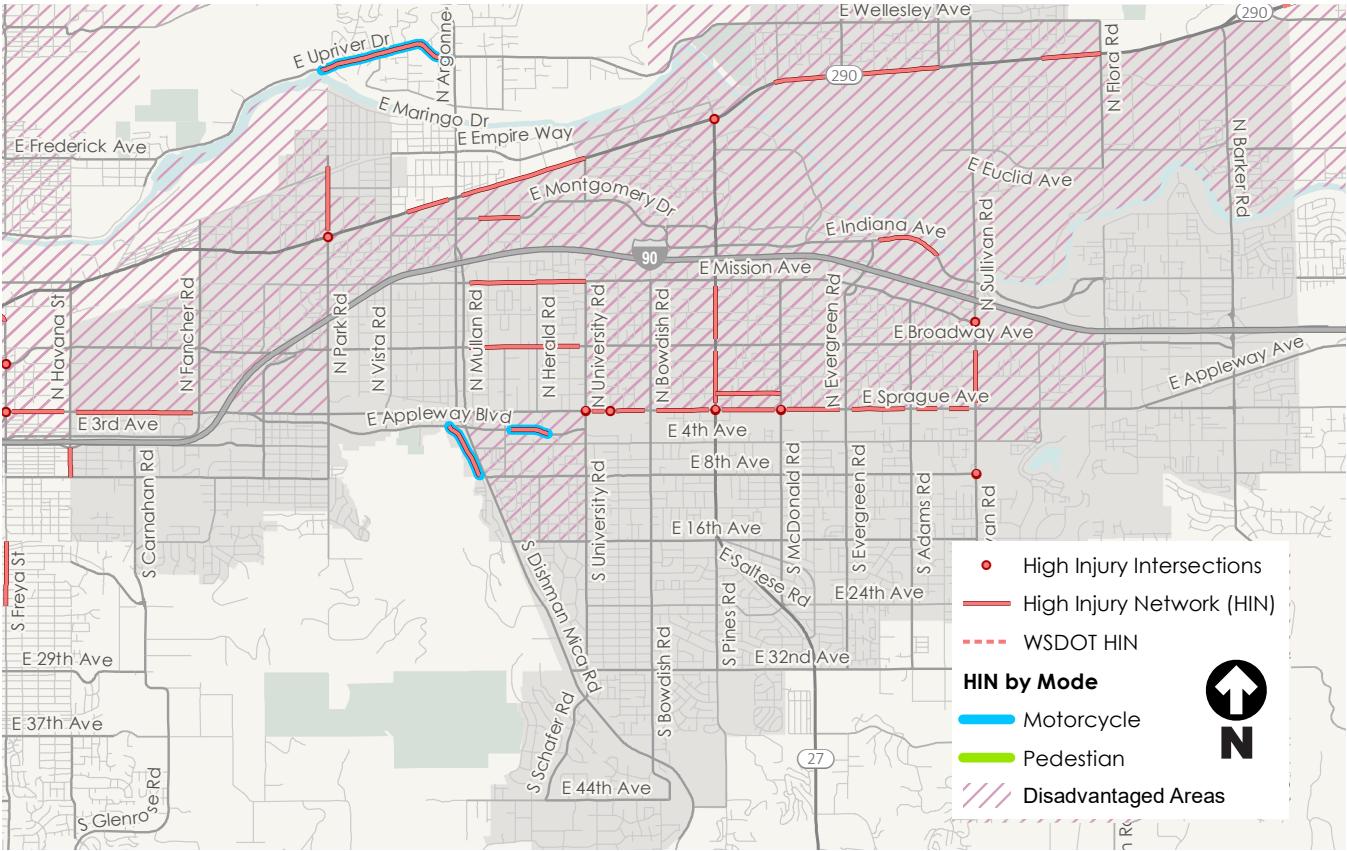 E Wellesley Ave
290
290
E Upriver Dr
N Argonne
N Flora Rd
290
E Maringo Dr
E Empire Way
E Frederick Ave
N Barker Rd
E Euclid Ave
E Montgomery Dr
E Indiana Ave
N Sullivan Rd
90
E Mission Ave
N Havana St
N Fancher Rd
N Park Rd
N Vista Rd
N Mullan Rd
N Herald Rd
N University Rd
N Bowdish Rd
N Evergreen Rd
E Broadway Ave
E Appleway Ave
E Sprague Ave
E Appleway Blvd
E 3rd Ave
E 4th Ave
E 8th Ave
S Carnahan Rd
S University Rd
S McDonald Rd
S Evergreen Rd
S Adams Rd
van Rd
E 16th Ave
S Freya St
S Dishman Mica Rd
E Saltese Rd
E 24th Ave
S Pines Rd
S Bowdish Rd
E 29th Ave
E 32nd Ave
E 37th Ave
S Schafer Rd
27
E 44th Ave
S Glenrose Rd
High Injury Intersections
High Injury Network (HIN)
WSDOT HIN
HIN by Mode
Motorcycle
Pedestian
Disadvantaged Areas
N